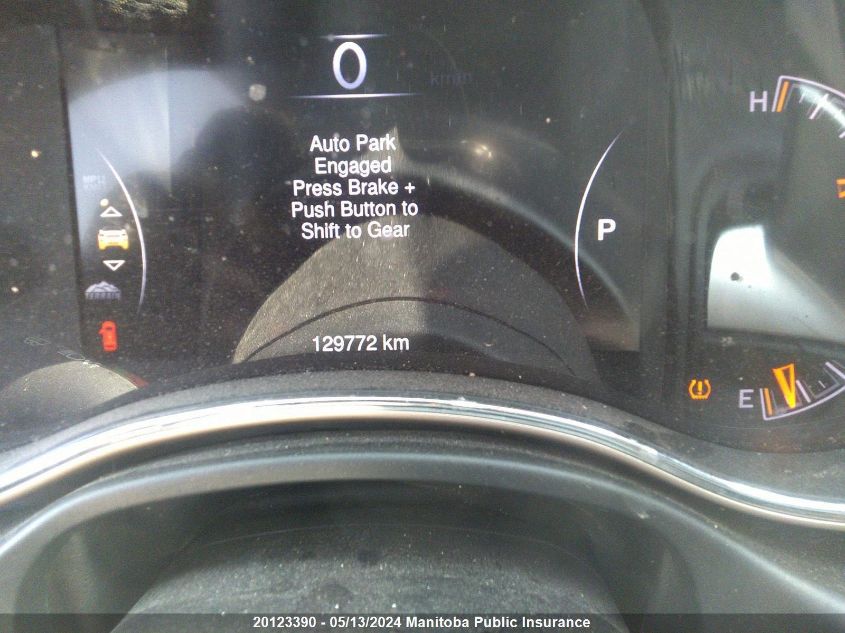 0
km/h
H
Auto Park
Engaged
Press Brake +
Push Button to
Shift to Gear
P
TERRAIN
129772 km
E
20123390 - 05/13/2024 Manitoba Public Insurance